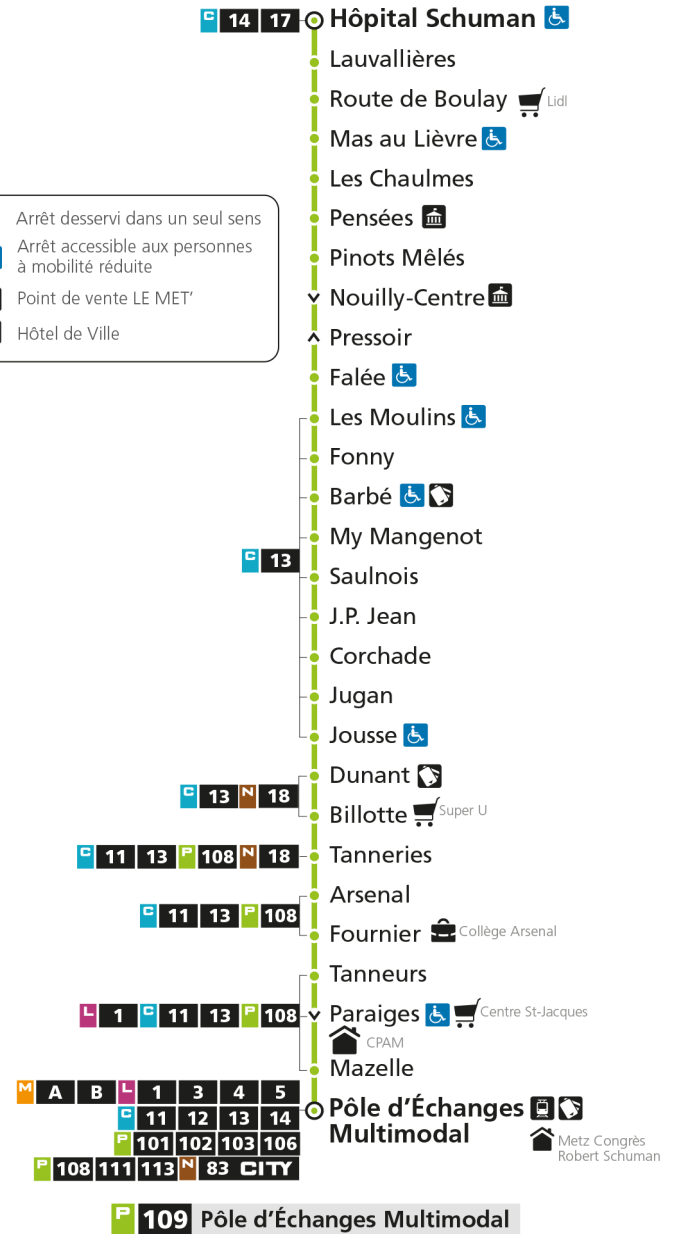 C 14 17 Hôpital Schuman
Lauvallières
Route de Boulay Lidl
Mas au Lièvre
Les Chaulmes
Arrêt desservi dans un seul sens
Arrêt accessible aux personnes
à mobilité réduite
Point de vente LE MET'
Hôtel de Ville
Pensées
Pinots Mêlés
Nouilly-Centre
Pressoir
Falée
Les Moulins
Fonny
Barbé
My Mangenot
C 13
Saulnois
J.P. Jean
Corchade
Jugan
Jousse
Dunant
C 13 N 18
Billotte Super U
C 11 13 P 108 N 18 Tanneries
Arsenal
C 11 13 P 108
Fournier Collège Arsenal
Tanneurs
L 1 C 11 13 P 108 Paraiges Centre St-Jacques
CPAM
Mazelle
M A B L 1 3 4 5
C 11 12 13 14
P 101 102 103 106
P 108 111 113 N 83 CITY
Pôle d'Échanges
Multimodal
Metz Congrès
Robert Schuman
P 109 Pôle d'Échanges Multimodal